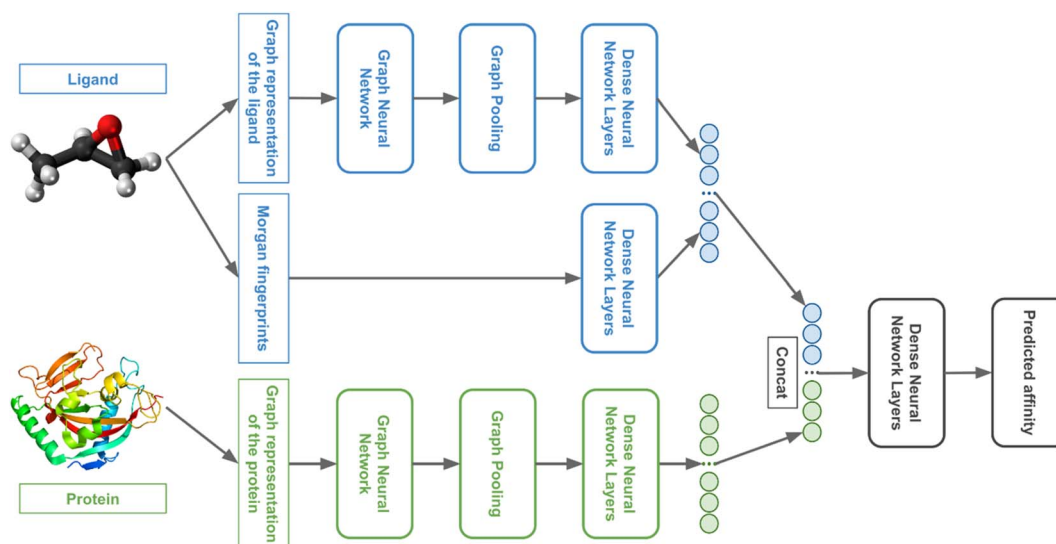 Ligand
Graph representation
of the ligand
Graph Neural
Network
Graph Pooling
Dense Neural
Network Layers
Morgan fingerprints
Dense Neural
Network Layers
Concat
Dense Neural
Network Layers
Predicted affinity
Protein
Graph representation
of the protein
Graph Neural
Network
Graph Pooling
Dense Neural
Network Layers